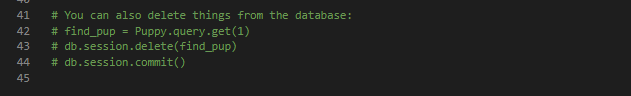 41 # You can also delete things from the database:
42 # find_pup = Puppy.query.get(1)
43 # db.session.delete(find_pup)
44 # db.session.commit()
45